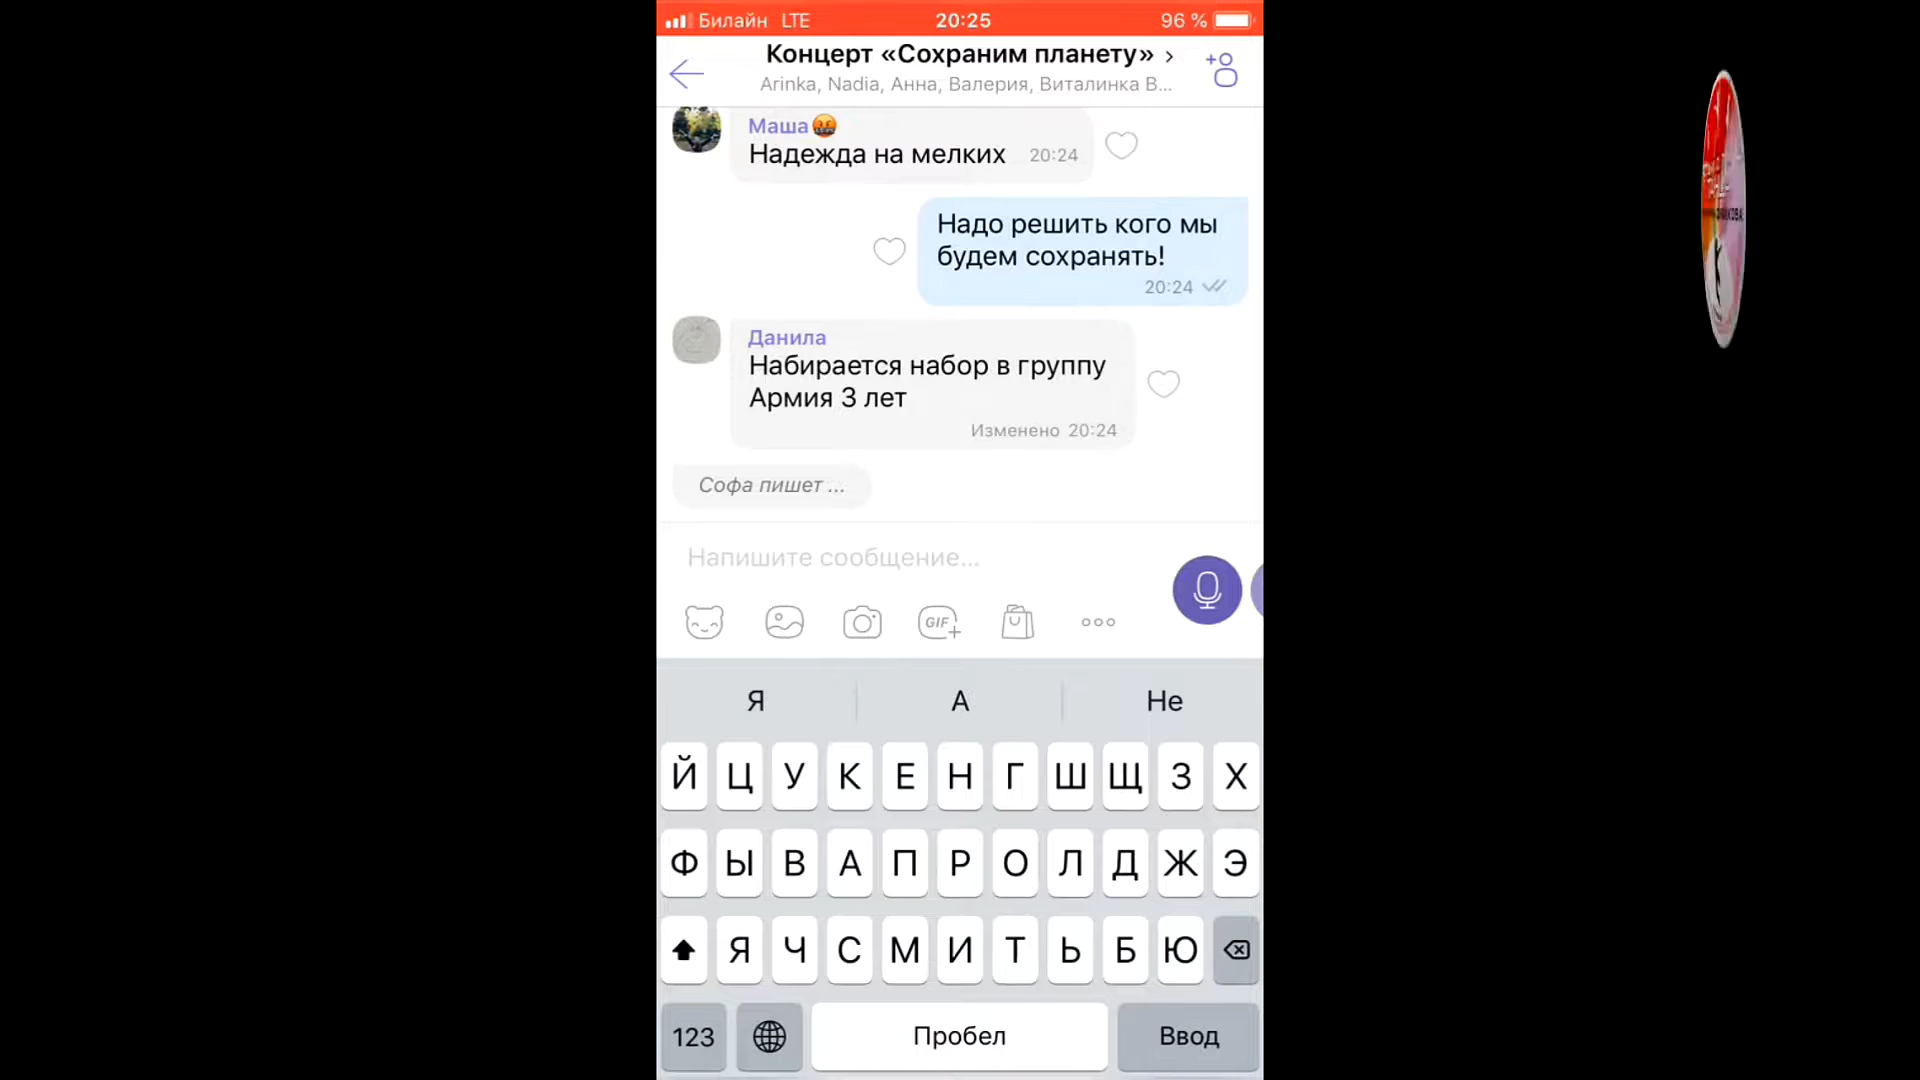 Билайн LTE 20:25 96 %
Концерт «Сохраним планету» ›
Arinka, Nadia, Анна, Валерия, Виталинка В...
Маша🤬
Надежда на мелких 20:24
Надо решить кого мы
будем сохранять!
20:24
Данила
Набирается набор в группу
Армия 3 лет
Изменено 20:24
Софа пишет ...
Напишите сообщение...
GIF
Я А Не
Й Ц У К Е Н Г Ш Щ З Х
Ф Ы В А П Р О Л Д Ж Э
Я Ч С М И Т Ь Б Ю
123 Пробел Ввод